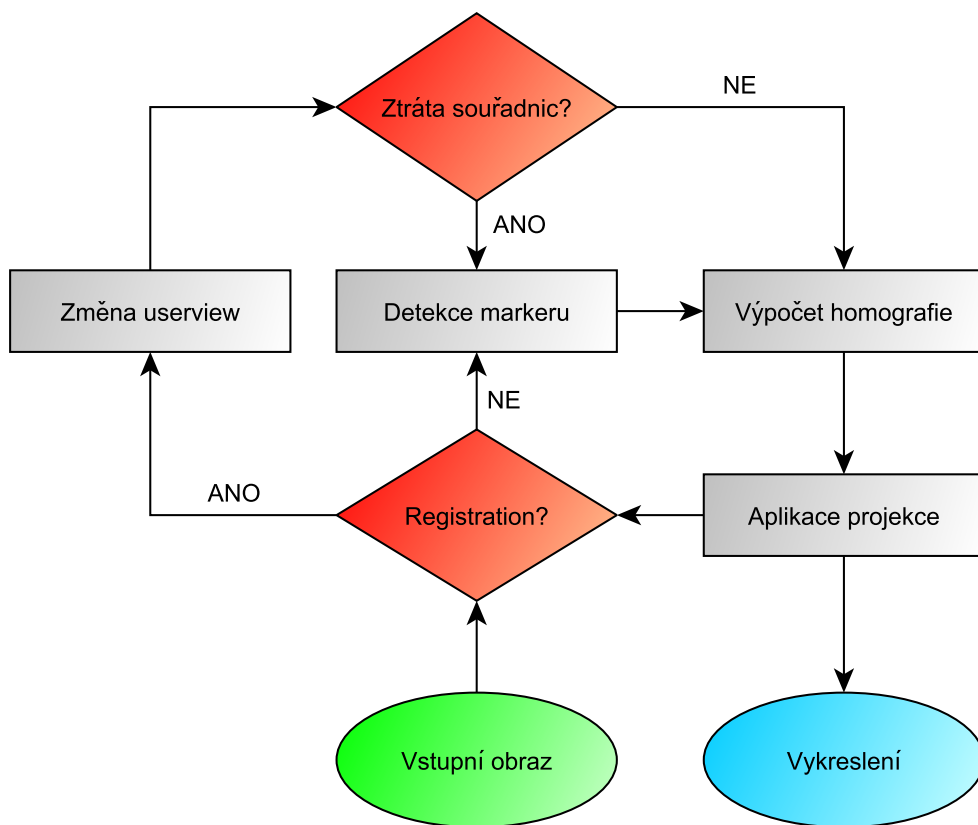 Ztráta souřadnic?
NE
ANO
Změna userview
Detekce markeru
Výpočet homografie
NE
ANO
Registration?
Aplikace projekce
Vstupní obraz
Vykreslení